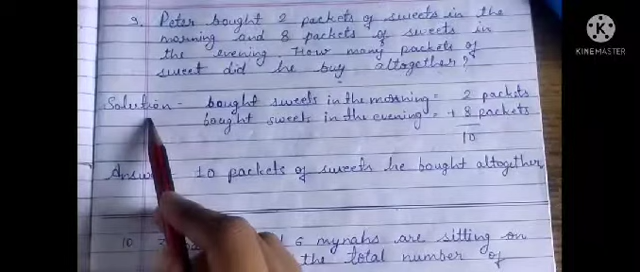 9. Peter bought 2 packets of sweets in the
morning and 8 packets of sweets in
the evening How many packets of
sweet did he buy altogether?
Solution - bought sweets in the morning = 2 packets
bought sweets in the evening = + 8 packets
10
Answ 10 packets of sweets he bought altogether
10 6 mynahs are sitting on
the total number of
KINEMASTER